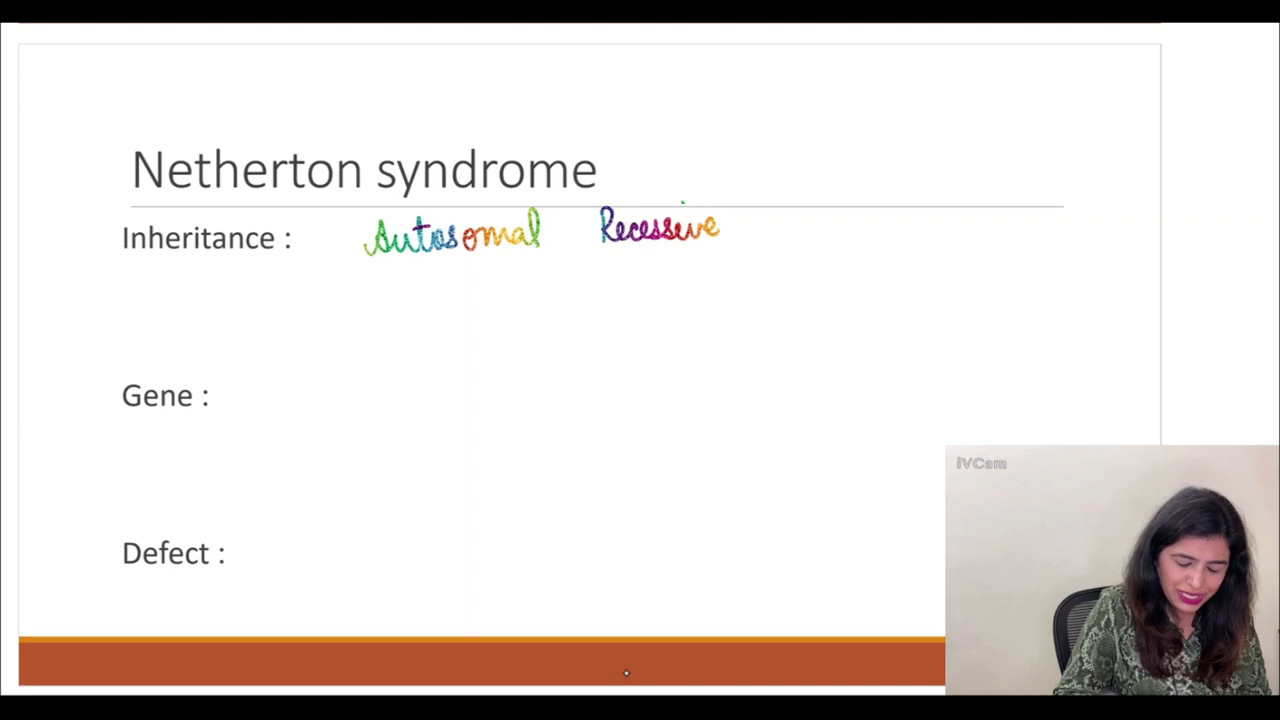 Netherton syndrome
Inheritance : Autosomal Recessive
Gene :
Defect :
iVCam